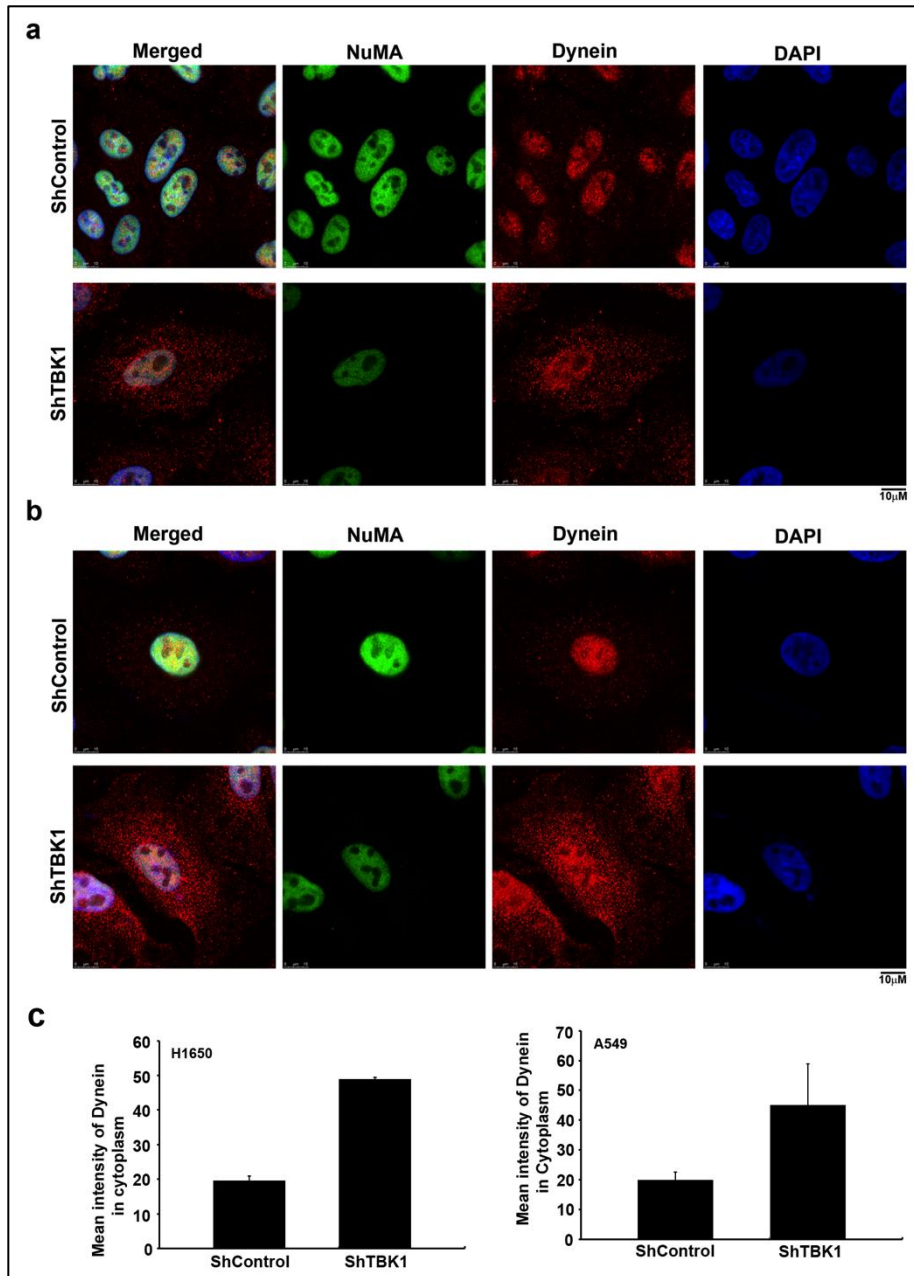 a
Merged NuMA Dynein DAPI
ShControl
ShTBK1
10µM
b
Merged NuMA Dynein DAPI
ShControl
ShTBK1
10µM
c
Mean intensity of Dynein
in cytoplasm
60
50
40
30
20
10
0
H1650
ShControl ShTBK1
Mean intensity of Dynein
in Cytoplasm
70
60
50
40
30
20
10
0
A549
ShControl ShTBK1